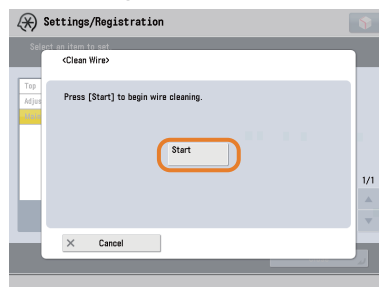 Settings/Registration
Select an item to set.
<Clean Wire>
Top
Adjus
Press [Start] to begin wire cleaning.
Start
1/1
× Cancel